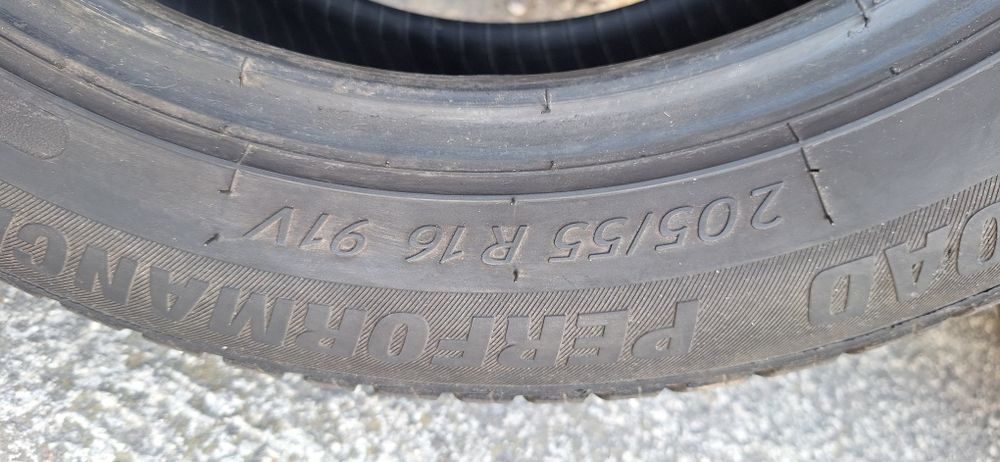 205/55 R16 91V
OAD PERFORMANC